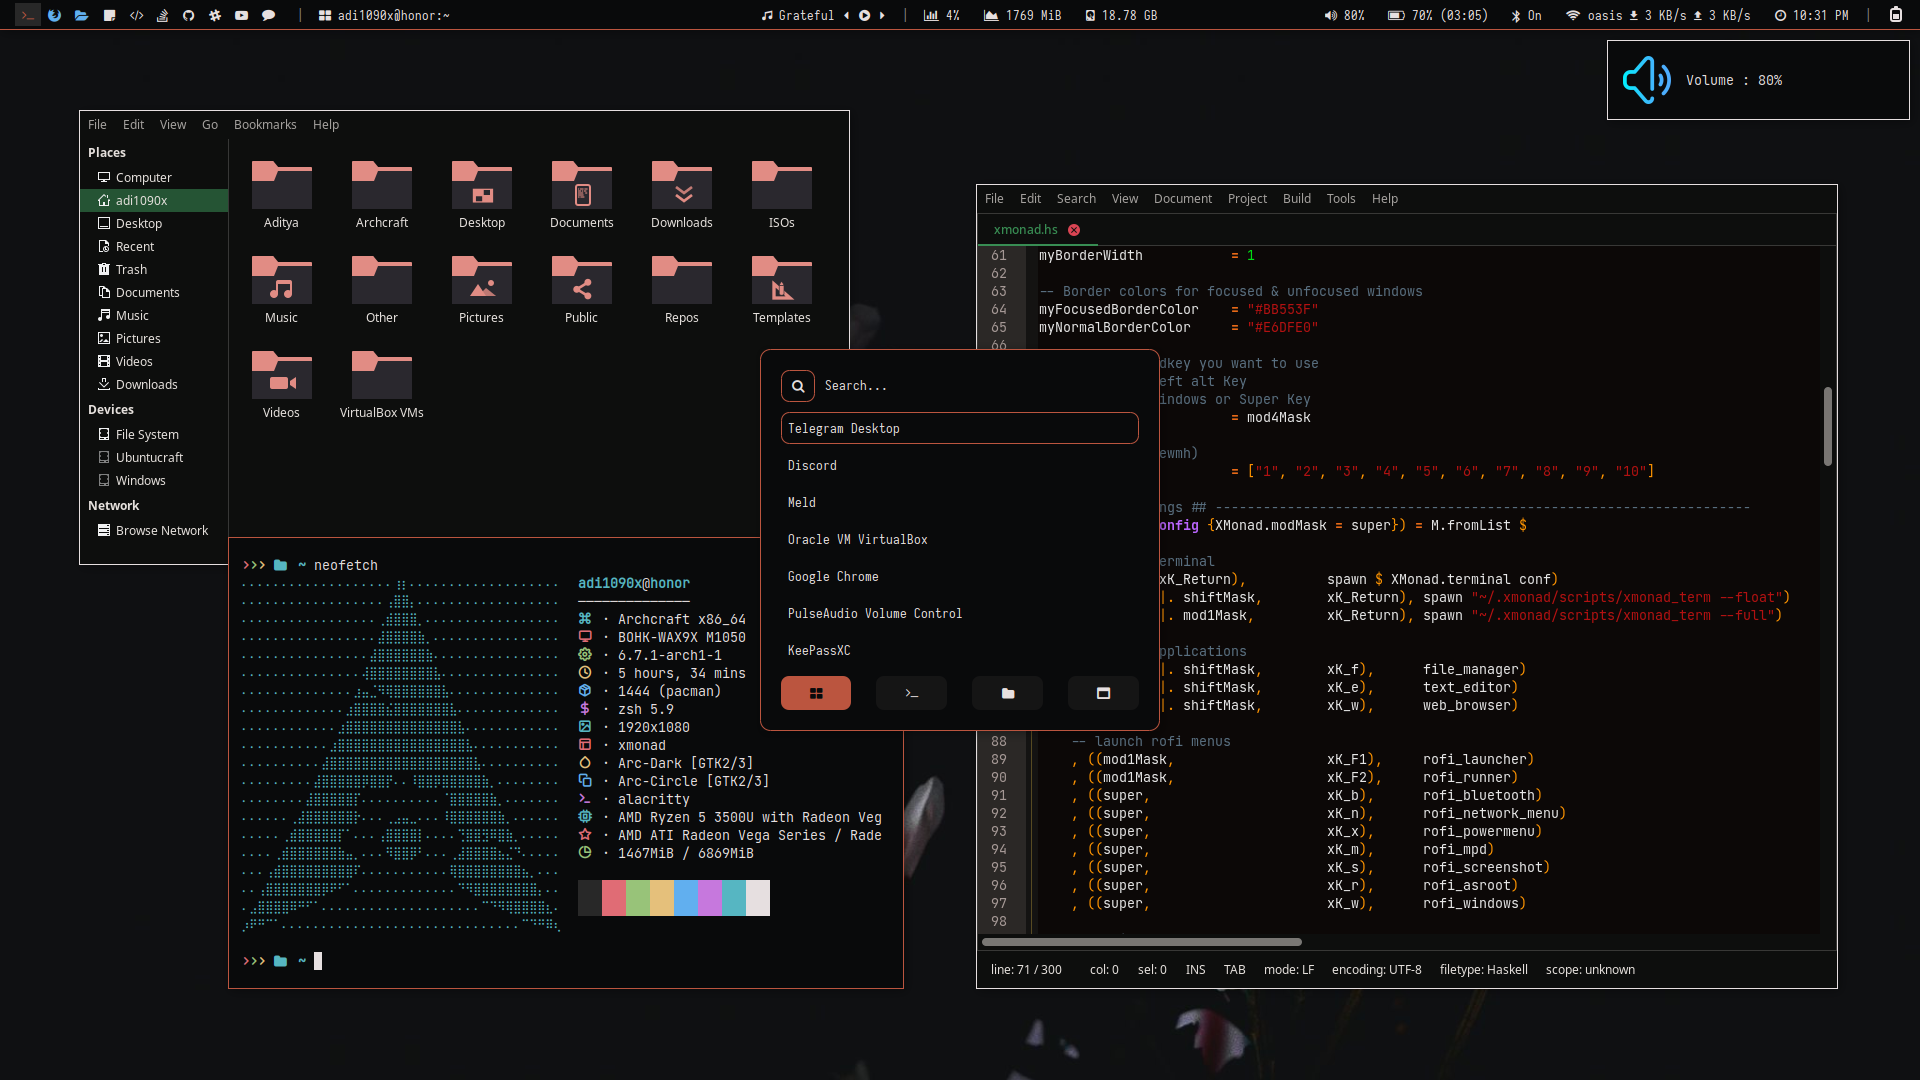 adi1090x@honor:~
Grateful
4%
1769 MiB
18.78 GB
80%
70% (03:05)
On
oasis 3 KB/s 3 KB/s
10:31 PM
Volume : 80%
File Edit View Go Bookmarks Help
Places
Computer
adi1090x
Desktop
Recent
Trash
Documents
Music
Pictures
Videos
Downloads
Devices
File System
Ubuntucraft
Windows
Network
Browse Network
Aditya Archcraft Desktop Documents Downloads ISOs
Music Other Pictures Public Repos Templates
Videos VirtualBox VMs
>>> ~ neofetch
adi1090x@honor
· Archcraft x86_64
· BOHK-WAX9X M1050
· 6.7.1-arch1-1
· 5 hours, 34 mins
· 1444 (pacman)
· zsh 5.9
· 1920x1080
· xmonad
· Arc-Dark [GTK2/3]
· Arc-Circle [GTK2/3]
· alacritty
· AMD Ryzen 5 3500U with Radeon Veg
· AMD ATI Radeon Vega Series / Rade
· 1467MiB / 6869MiB
>>> ~
Search...
Telegram Desktop
Discord
Meld
Oracle VM VirtualBox
Google Chrome
PulseAudio Volume Control
KeePassXC
File Edit Search View Document Project Build Tools Help
xmonad.hs
61 myBorderWidth = 1
62
63 -- Border colors for focused & unfocused windows
64 myFocusedBorderColor = "#BB553F"
65 myNormalBorderColor = "#E6DFE0"
66
dkey you want to use
eft alt Key
indows or Super Key
= mod4Mask
ewmh)
= ["1", "2", "3", "4", "5", "6", "7", "8", "9", "10"]
ngs ## -------------------------------------------------------------------
onfig {XMonad.modMask = super}) = M.fromList $
erminal
xK_Return), spawn $ XMonad.terminal conf)
|. shiftMask, xK_Return), spawn "~/.xmonad/scripts/xmonad_term --float")
|. mod1Mask, xK_Return), spawn "~/.xmonad/scripts/xmonad_term --full")
pplications
|. shiftMask, xK_f), file_manager)
|. shiftMask, xK_e), text_editor)
|. shiftMask, xK_w), web_browser)
88 -- launch rofi menus
89 , ((mod1Mask, xK_F1), rofi_launcher)
90 , ((mod1Mask, xK_F2), rofi_runner)
91 , ((super, xK_b), rofi_bluetooth)
92 , ((super, xK_n), rofi_network_menu)
93 , ((super, xK_x), rofi_powermenu)
94 , ((super, xK_m), rofi_mpd)
95 , ((super, xK_s), rofi_screenshot)
96 , ((super, xK_r), rofi_asroot)
97 , ((super, xK_w), rofi_windows)
98
line: 71 / 300 col: 0 sel: 0 INS TAB mode: LF encoding: UTF-8 filetype: Haskell scope: unknown